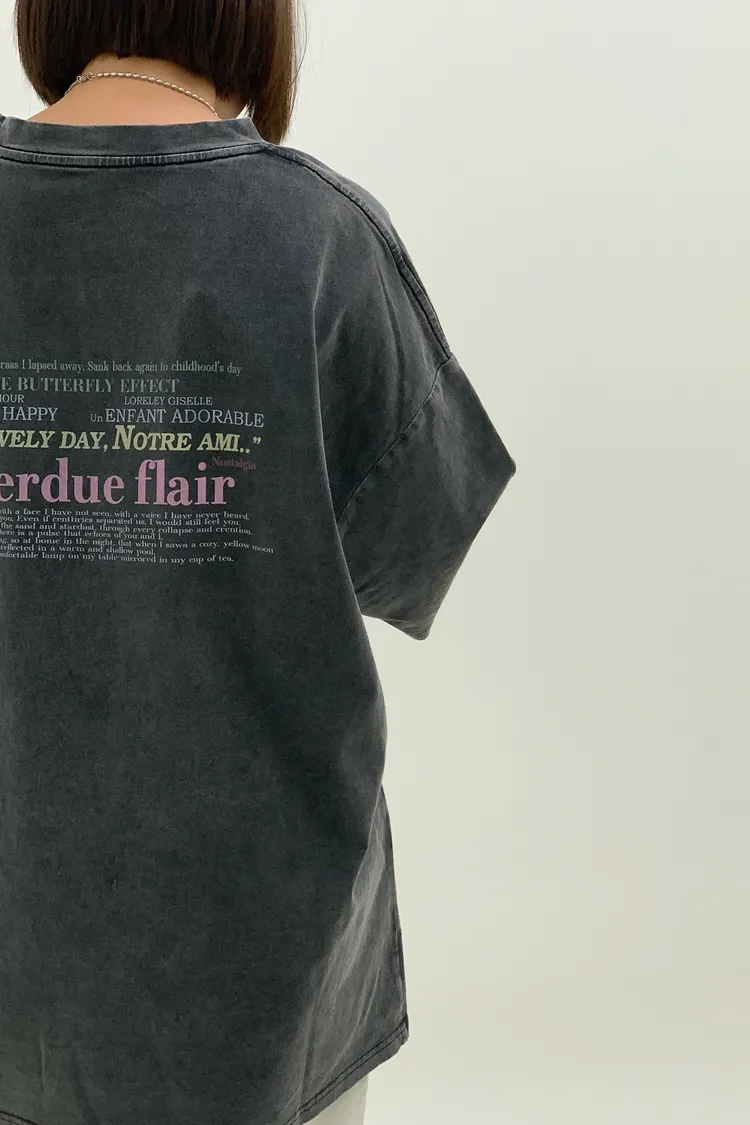 rass I lapsed away, Sank back again to childhood's day
E BUTTERFLY EFFECT
OUR LORELEY GISELLE
HAPPY Un ENFANT ADORABLE
VELY DAY, NOTRE AMI.."
Nostalgia
erdue flair
with a face I have not seen, with a voice I have never heard,
you. Even if centuries separated us, I would still feel you.
the sand and stardust, through every collapse and creation,
here is a pulse that echoes of you and I.
ng, so at home in the night, that when I sawa a cozy, yellow moon
reflected in a warm and shallow pool,
mfortable lamp on my table mirrored in my cup of tea.